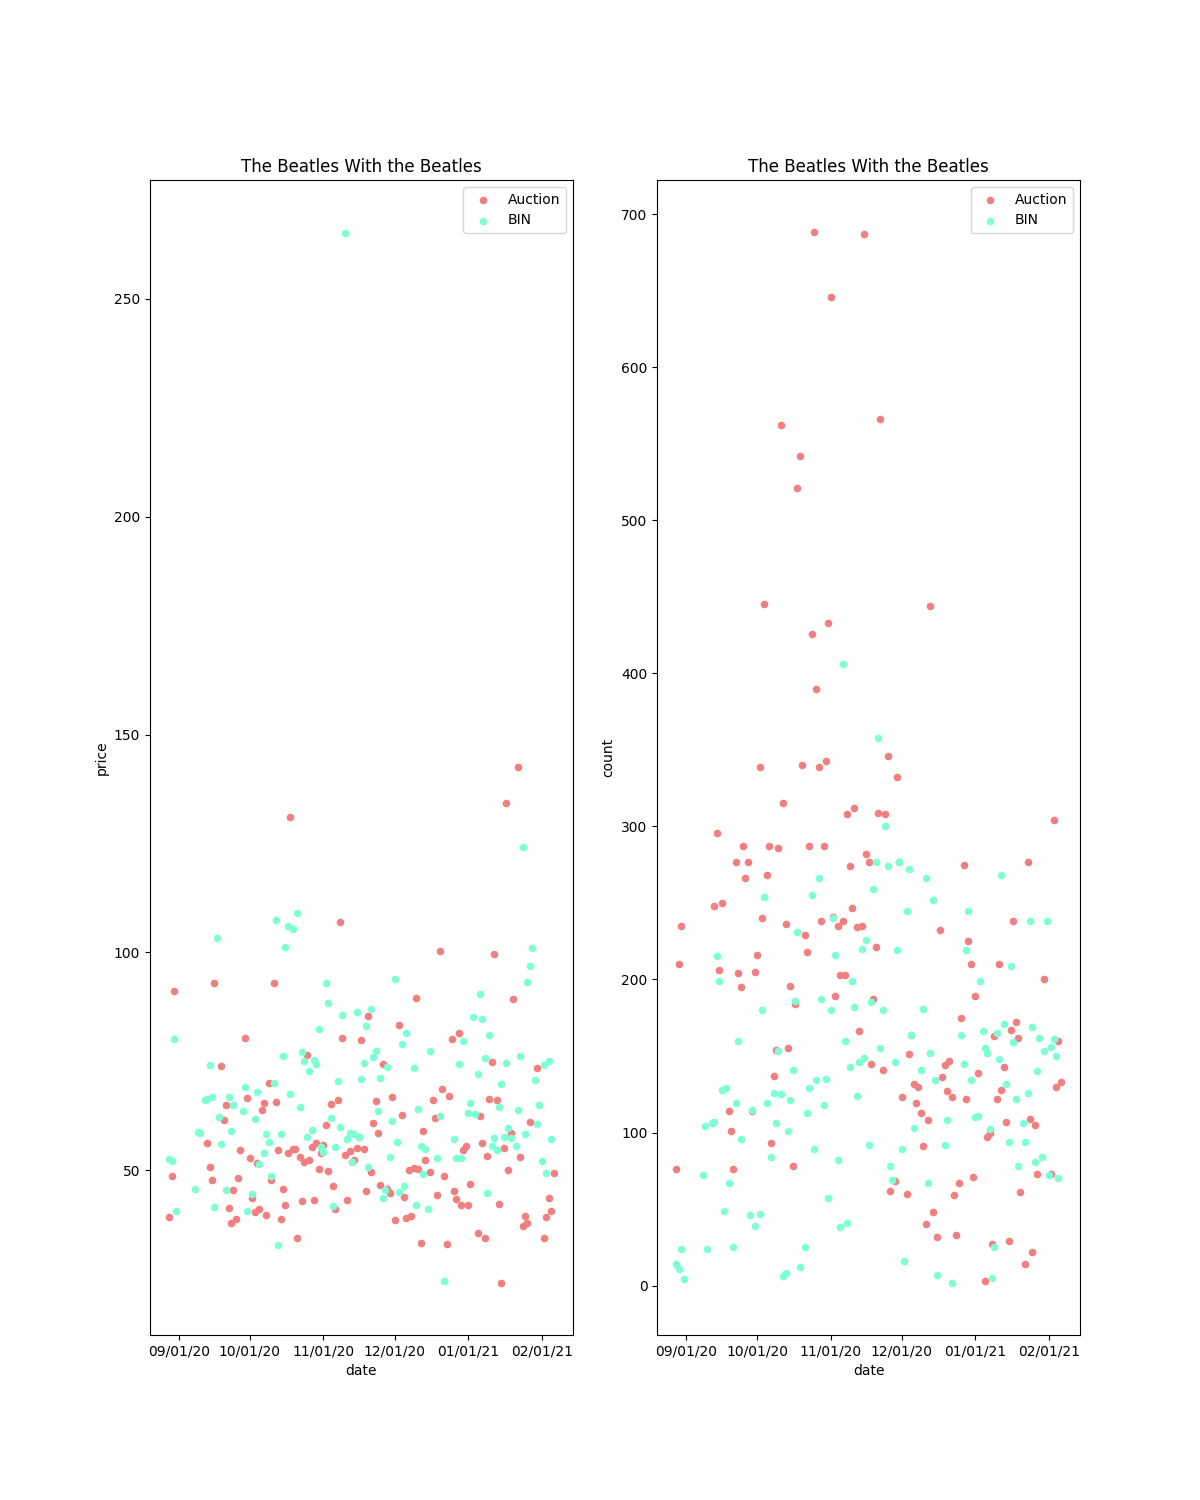 The Beatles With the Beatles
Auction
BIN
250
200
150
100
50
price
09/01/20 10/01/20 11/01/20 12/01/20 01/01/21 02/01/21
date
The Beatles With the Beatles
Auction
BIN
700
600
500
400
300
200
100
0
count
09/01/20 10/01/20 11/01/20 12/01/20 01/01/21 02/01/21
date